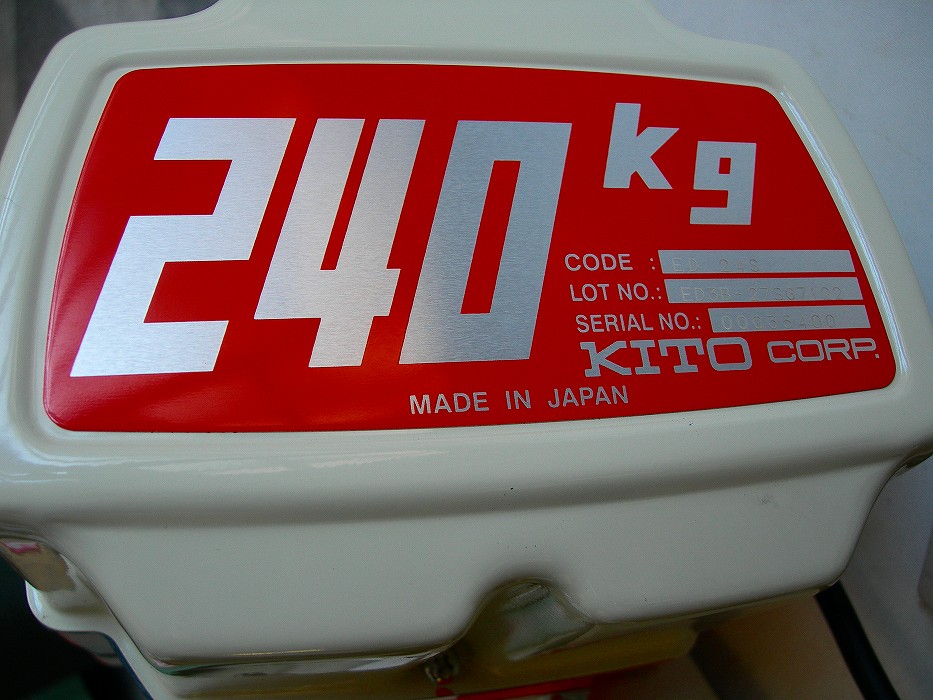 240 kg
CODE :
LOT NO.:
SERIAL NO.:
KITO CORP.
MADE IN JAPAN